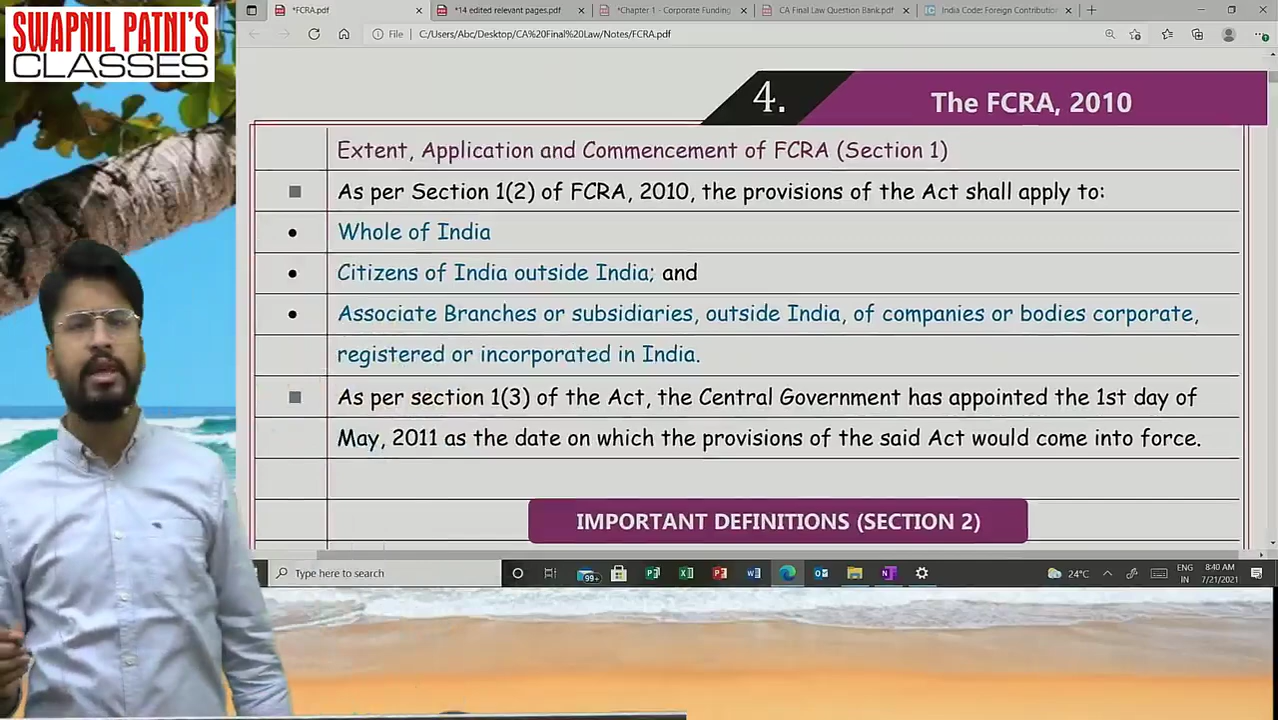 SWAPNIL PATNI'S
CLASSES
*FCRA.pdf
*14 edited relevant pages.pdf
*Chapter 1 - Corporate Funding
CA Final Law Question Bank.pdf
India Code: Foreign Contribution
File
C:/Users/Abc/Desktop/CA%20Final%20Law/Notes/FCRA.pdf
4.
The FCRA, 2010
Extent, Application and Commencement of FCRA (Section 1)
As per Section 1(2) of FCRA, 2010, the provisions of the Act shall apply to:
Whole of India
Citizens of India outside India; and
Associate Branches or subsidiaries, outside India, of companies or bodies corporate,
registered or incorporated in India.
As per section 1(3) of the Act, the Central Government has appointed the 1st day of
May, 2011 as the date on which the provisions of the said Act would come into force.
IMPORTANT DEFINITIONS (SECTION 2)
Type here to search
99+
24°C
ENG
IN
8:40 AM
7/21/2021